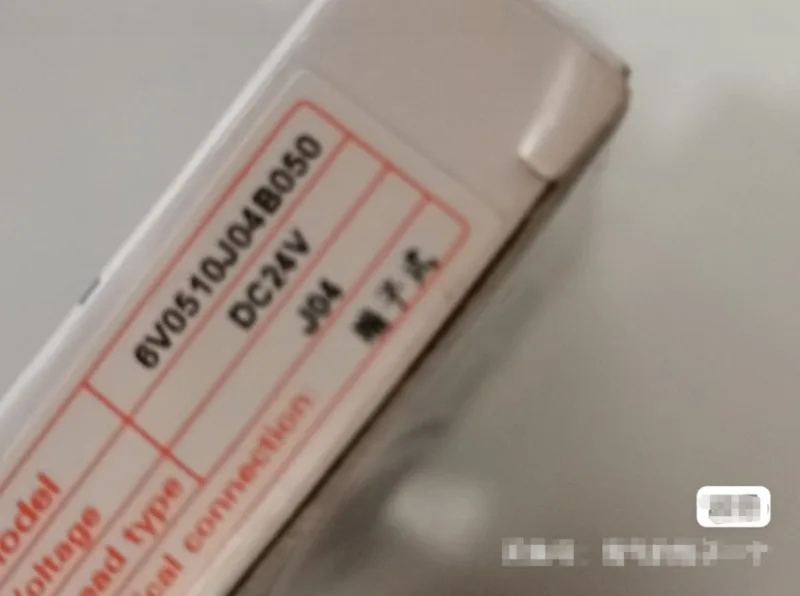 6V0510J04B050
DC24V
J04
端子式
odel
oltage
ead type
ical connection